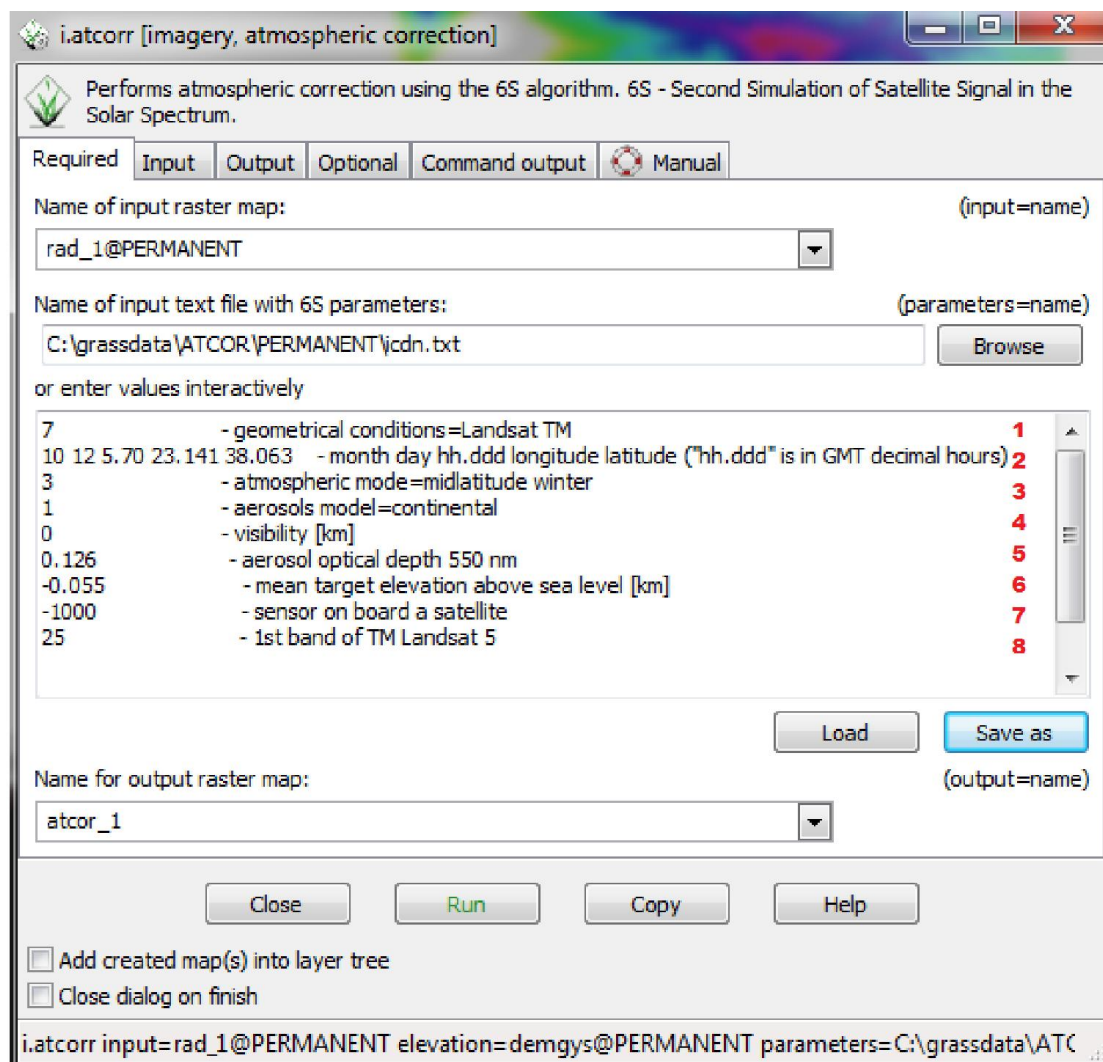 i.atcorr [imagery, atmospheric correction]
Performs atmospheric correction using the 6S algorithm. 6S - Second Simulation of Satellite Signal in the
Solar Spectrum.
Required Input Output Optional Command output Manual
Name of input raster map: (input=name)
rad_1@PERMANENT
Name of input text file with 6S parameters: (parameters=name)
C:\grassdata\ATCOR\PERMANENT\icdn.txt Browse
or enter values interactively
7 - geometrical conditions=Landsat TM 1
10 12 5.70 23.141 38.063 - month day hh.ddd longitude latitude ("hh.ddd" is in GMT decimal hours) 2
3 - atmospheric mode=midlatitude winter 3
1 - aerosols model=continental
0 - visibility [km] 4
0.126 - aerosol optical depth 550 nm 5
-0.055 - mean target elevation above sea level [km] 6
-1000 - sensor on board a satellite 7
25 - 1st band of TM Landsat 5 8
Load Save as
Name for output raster map: (output=name)
atcor_1
Close Run Copy Help
Add created map(s) into layer tree
Close dialog on finish
i.atcorr input=rad_1@PERMANENT elevation=demgys@PERMANENT parameters=C:\grassdata\ATC